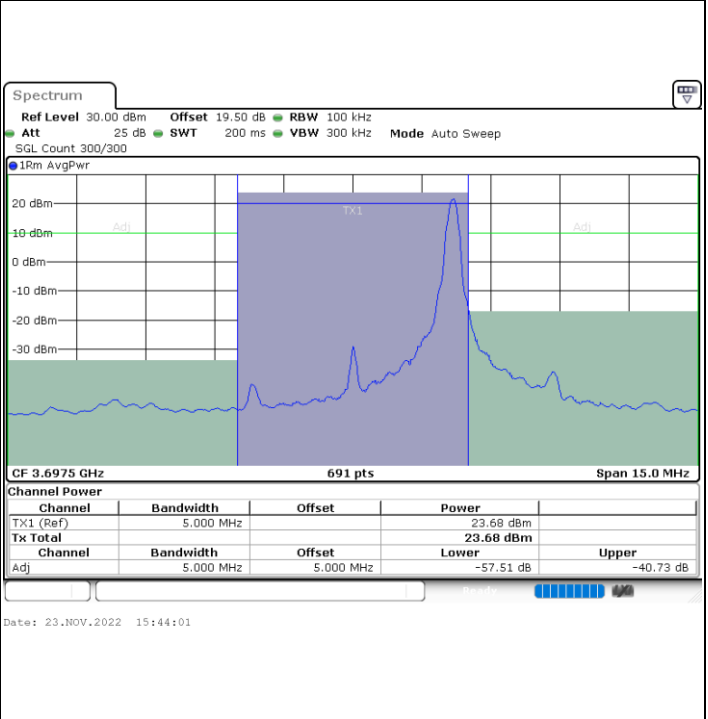 Spectrum
Ref Level 30.00 dBm Offset 19.50 dB RBW 100 kHz
Att 25 dB SWT 200 ms VBW 300 kHz Mode Auto Sweep
SGL Count 300/300
1Rm AvgPwr
20 dBm
TX1
Adj
Adj
10 dBm
0 dBm
-10 dBm
-20 dBm
-30 dBm
CF 3.6975 GHz 691 pts Span 15.0 MHz
Channel Power
Channel Bandwidth Offset Power
TX1 (Ref) 5.000 MHz 23.68 dBm
Tx Total 23.68 dBm
Channel Bandwidth Offset Lower Upper
Adj 5.000 MHz 5.000 MHz -57.51 dB -40.73 dB
Ready
Date: 23.NOV.2022 15:44:01